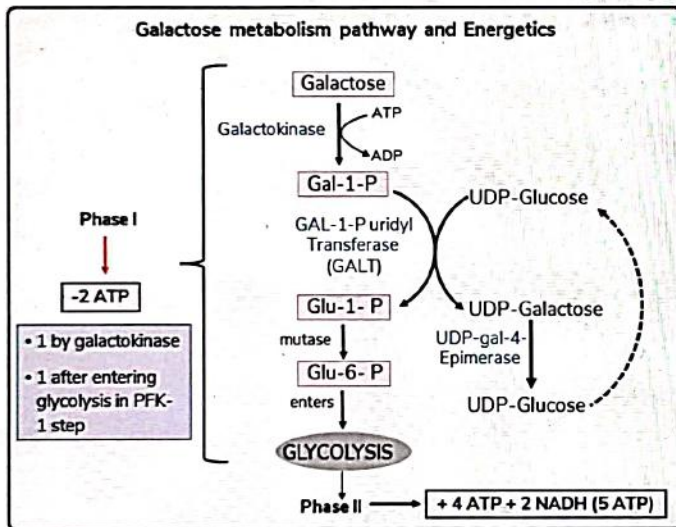 Galactose metabolism pathway and Energetics
Galactose
Galactokinase
ATP
ADP
Gal-1-P
UDP-Glucose
GAL-1-P uridyl
Transferase
(GALT)
Phase I
-2 ATP
• 1 by galactokinase
• 1 after entering
glycolysis in PFK-
1 step
Glu-1- P
UDP-Galactose
mutase
UDP-gal-4-
Epimerase
Glu-6- P
enters
UDP-Glucose
GLYCOLYSIS
Phase II
+ 4 ATP + 2 NADH (5 ATP)